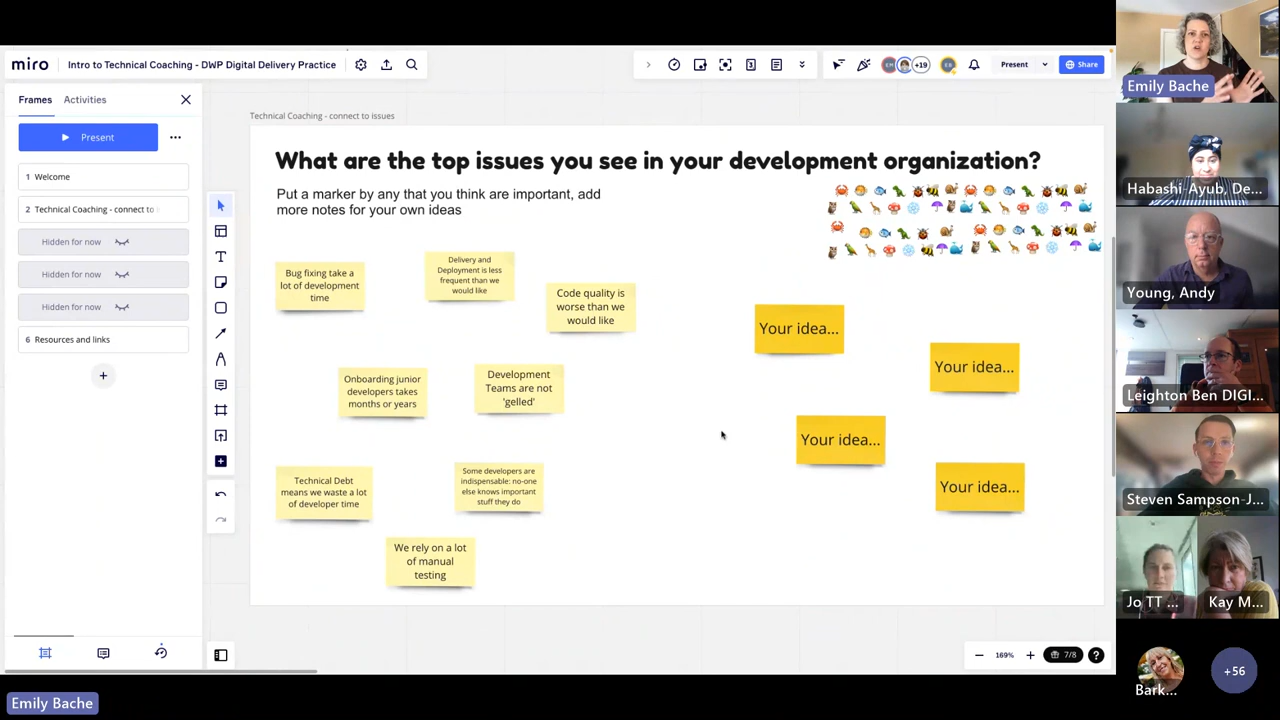 miro
Intro to Technical Coaching - DWP Digital Delivery Practice
+19
Present
Share
Frames
Activities
Present
1 Welcome
2 Technical Coaching - connect to
Hidden for now
Hidden for now
Hidden for now
6 Resources and links
Technical Coaching - connect to issues
What are the top issues you see in your development organization?
Put a marker by any that you think are important, add
more notes for your own ideas
Bug fixing take a
lot of development
time
Delivery and
Deployment is less
frequent than we
would like
Code quality is
worse than we
would like
Onboarding junior
developers takes
months or years
Development
Teams are not
'gelled'
Technical Debt
means we waste a lot
of developer time
Some developers are
indispensable: no-one
else knows important
stuff they do
We rely on a lot
of manual
testing
Your idea...
Your idea...
Your idea...
Your idea...
169%
7/8
Emily Bache
Habashi-Ayub, De...
Young, Andy
Leighton Ben DIGI...
Steven Sampson-J...
Jo TT ...
Kay M...
Bark...
+56
Emily Bache